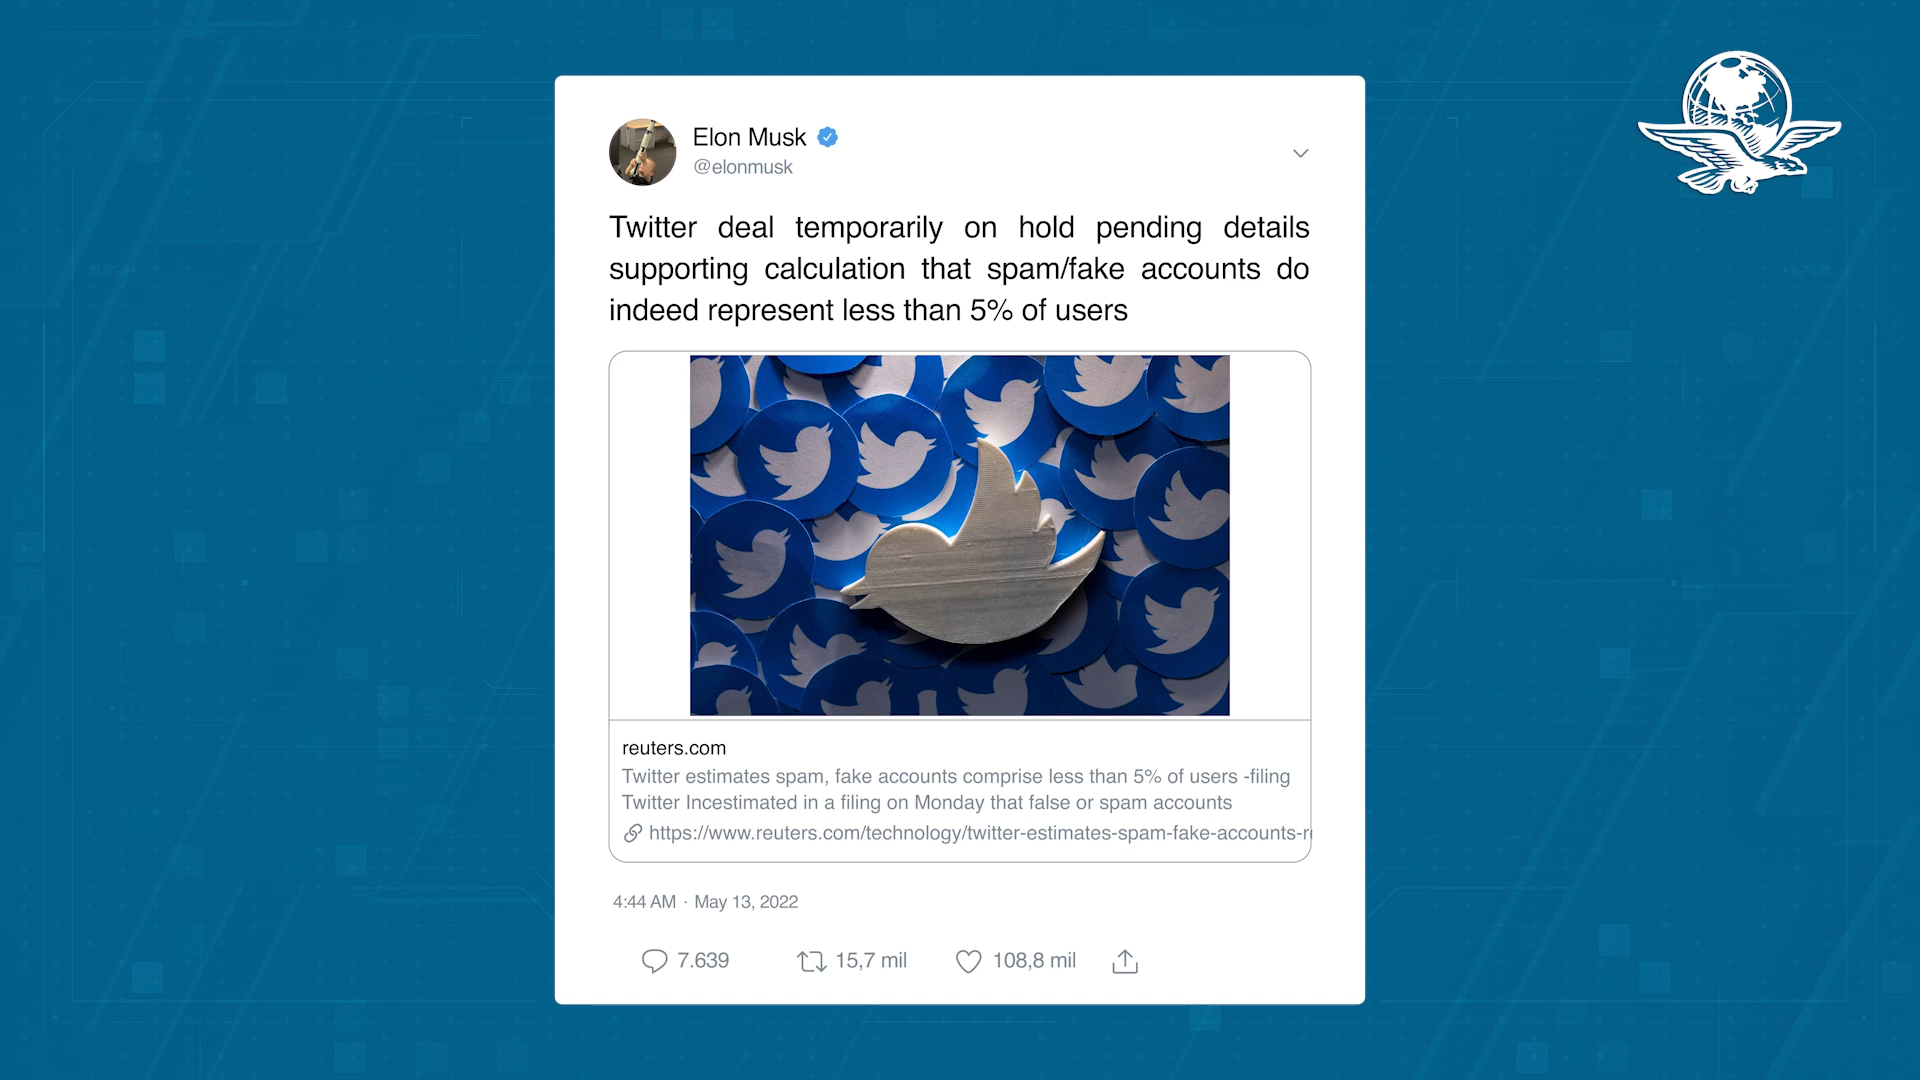 Elon Musk
@elonmusk
Twitter deal temporarily on hold pending details
supporting calculation that spam/fake accounts do
indeed represent less than 5% of users
reuters.com
Twitter estimates spam, fake accounts comprise less than 5% of users -filing
Twitter Incestimated in a filing on Monday that false or spam accounts
https://www.reuters.com/technology/twitter-estimates-spam-fake-accounts-r
4:44 AM · May 13, 2022
7.639 15,7 mil 108,8 mil